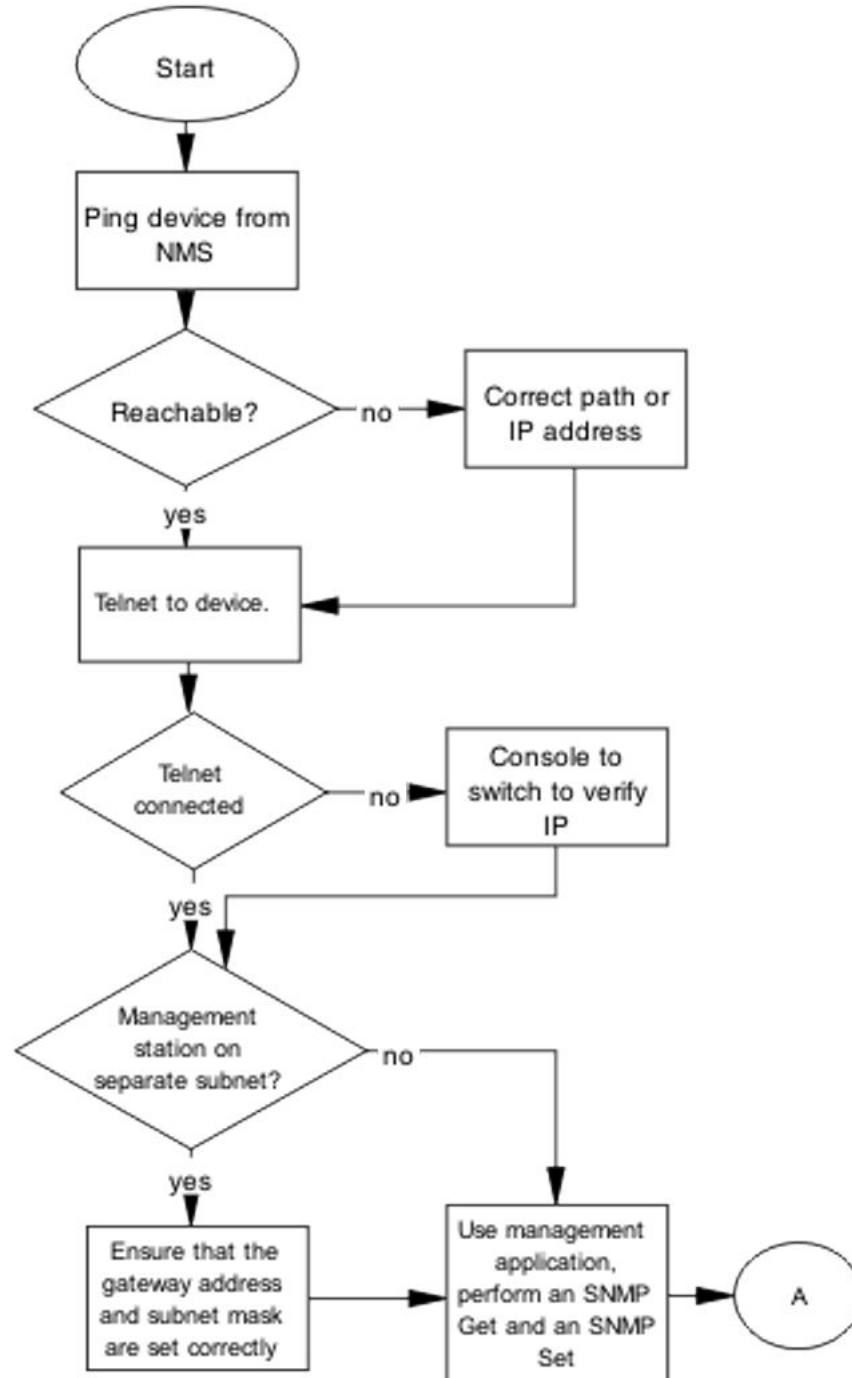 Start
Ping device from
NMS
Reachable?
no
Correct path or
IP address
yes
Telnet to device.
Telnet
connected
no
Console to
switch to verify
IP
yes
Management
station on
separate subnet?
no
yes
Ensure that the
gateway address
and subnet mask
are set correctly
Use management
application,
perform an SNMP
Get and an SNMP
Set
A